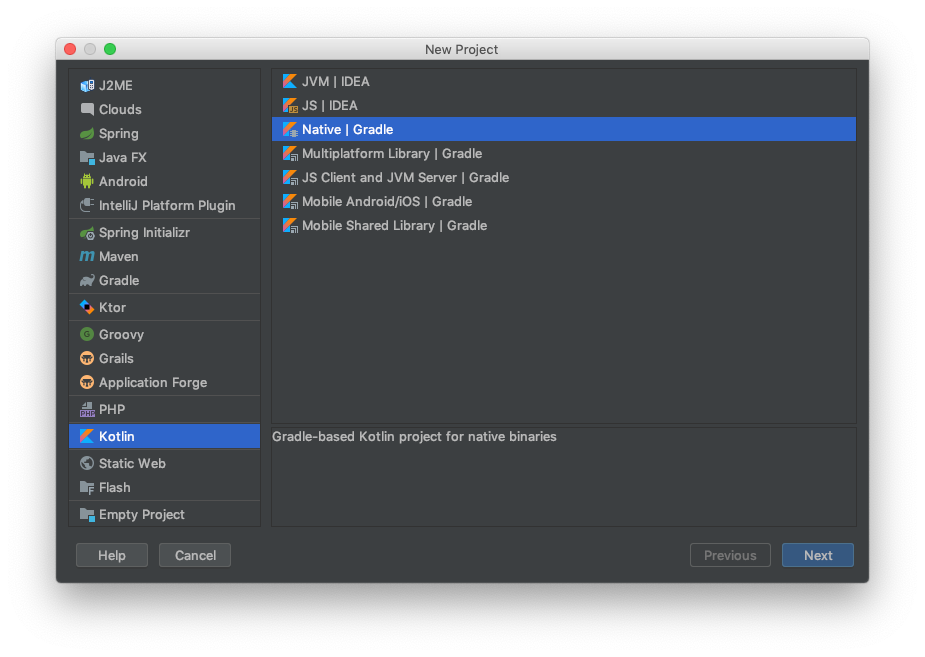 New Project
J2ME
Clouds
Spring
Java FX
Android
IntelliJ Platform Plugin
Spring Initializr
Maven
Gradle
Ktor
Groovy
Grails
Application Forge
PHP
Kotlin
Static Web
Flash
Empty Project
JVM | IDEA
JS | IDEA
Native | Gradle
Multiplatform Library | Gradle
JS Client and JVM Server | Gradle
Mobile Android/iOS | Gradle
Mobile Shared Library | Gradle
Gradle-based Kotlin project for native binaries
Help
Cancel
Previous
Next